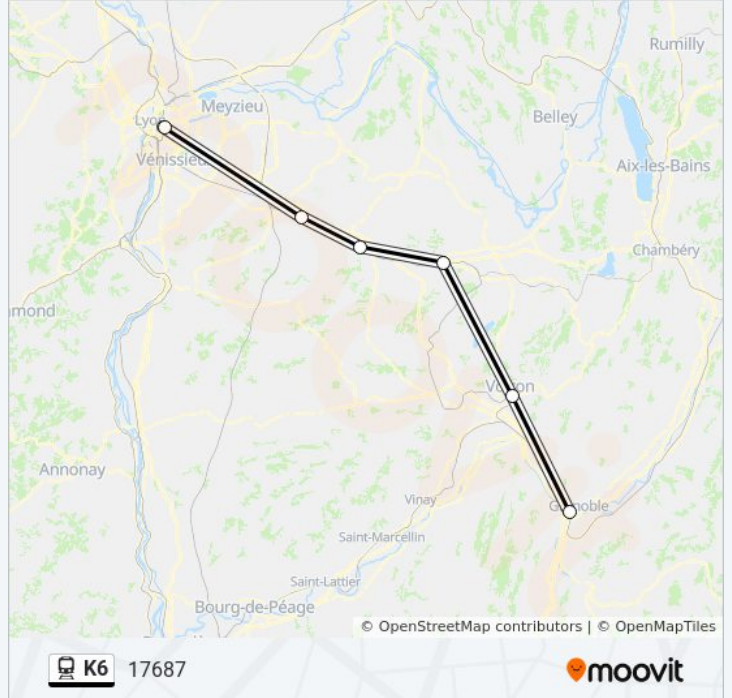 Rumilly
Meyzieu
Lyon
Belley
Vénissieux
Aix-les-Bains
Chambéry
mond
Voiron
Annonay
Vinay
Grenoble
Saint-Marcellin
Saint-Lattier
Bourg-de-Péage
© OpenStreetMap contributors | © OpenMapTiles
K6 17687
moovit